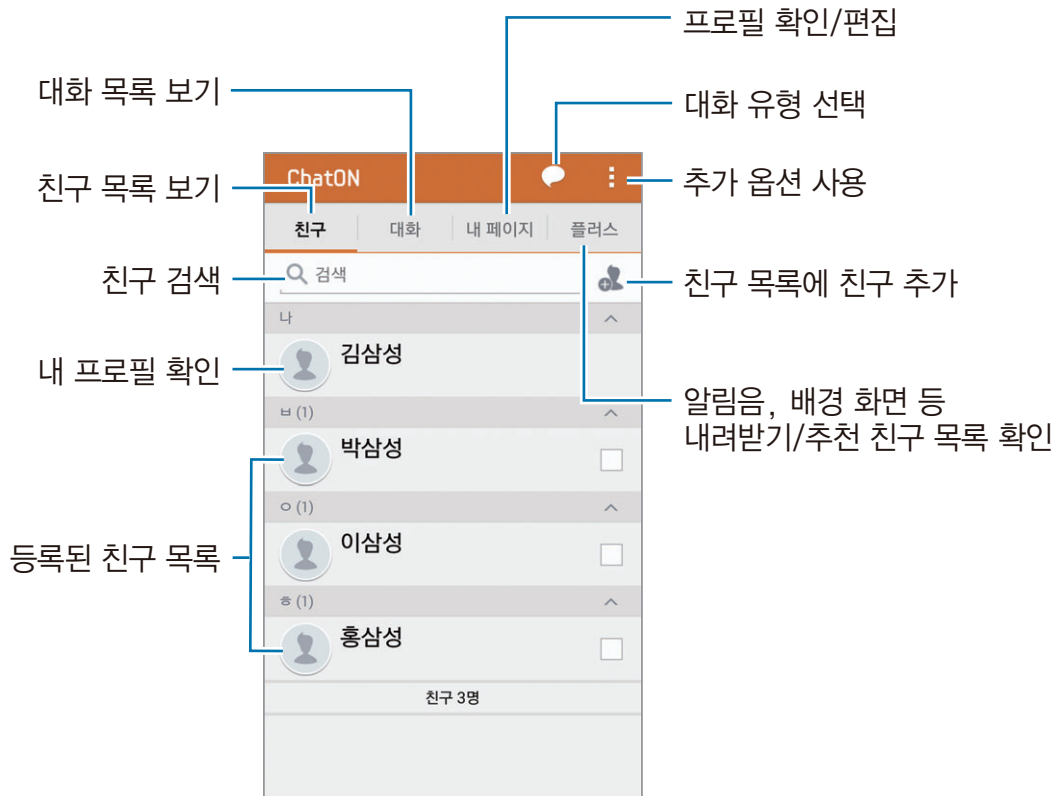 프로필 확인/편집
대화 목록 보기
대화 유형 선택
ChatON
친구 목록 보기
추가 옵션 사용
친구 대화 내 페이지 플러스
친구 검색
검색
친구 목록에 친구 추가
나
내 프로필 확인
김삼성
ㅂ (1)
알림음, 배경 화면 등
내려받기/추천 친구 목록 확인
박삼성
ㅇ (1)
등록된 친구 목록
이삼성
ㅎ (1)
홍삼성
친구 3명